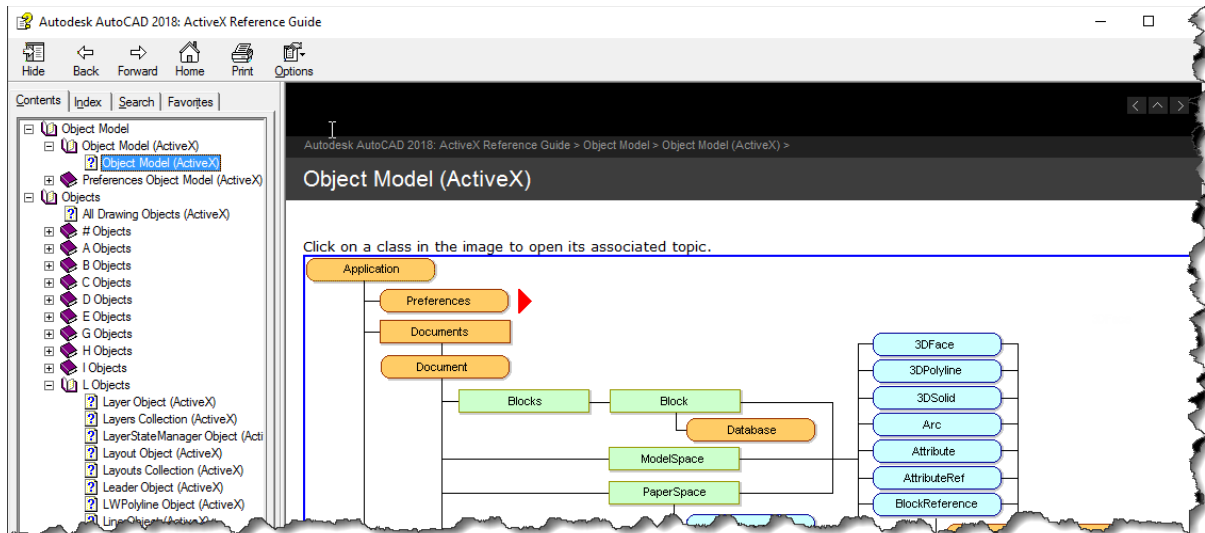 Autodesk AutoCAD 2018: ActiveX Reference Guide
Hide Back Forward Home Print Options
Contents Index Search Favorites
Object Model
Object Model (ActiveX)
Object Model (ActiveX)
Preferences Object Model (ActiveX)
Objects
All Drawing Objects (ActiveX)
# Objects
A Objects
B Objects
C Objects
D Objects
E Objects
G Objects
H Objects
I Objects
L Objects
Layer Object (ActiveX)
Layers Collection (ActiveX)
LayerStateManager Object (Acti
Layout Object (ActiveX)
Layouts Collection (ActiveX)
Leader Object (ActiveX)
LWPolyline Object (ActiveX)
Line Object (ActiveX)
Autodesk AutoCAD 2018: ActiveX Reference Guide > Object Model > Object Model (ActiveX) >
Object Model (ActiveX)
Click on a class in the image to open its associated topic.
Application
Preferences
Documents
Document
Blocks
Block
Database
ModelSpace
PaperSpace
3DFace
3DPolyline
3DSolid
Arc
Attribute
AttributeRef
BlockReference